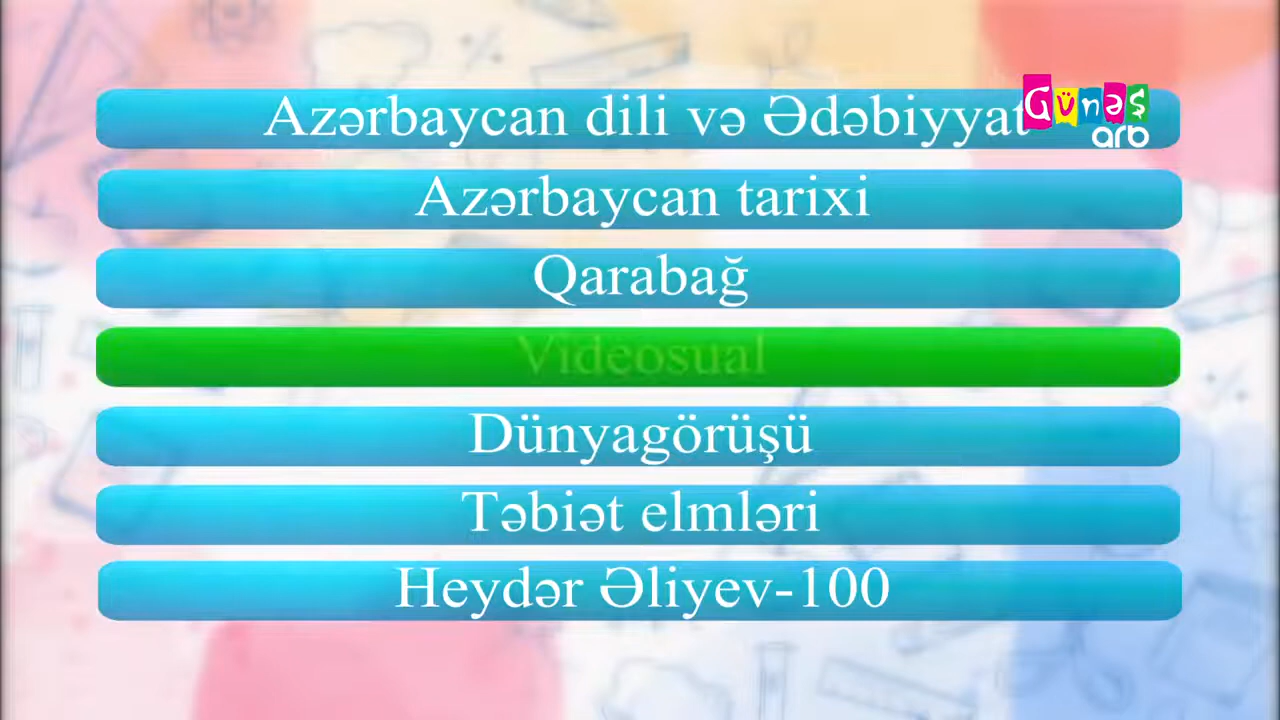 Azərbaycan dili və Ədəbiyyat
Günəş
arb
Azərbaycan tarixi
Qarabağ
Videosual
Dünyagörüşü
Təbiət elmləri
Heydər Əliyev-100